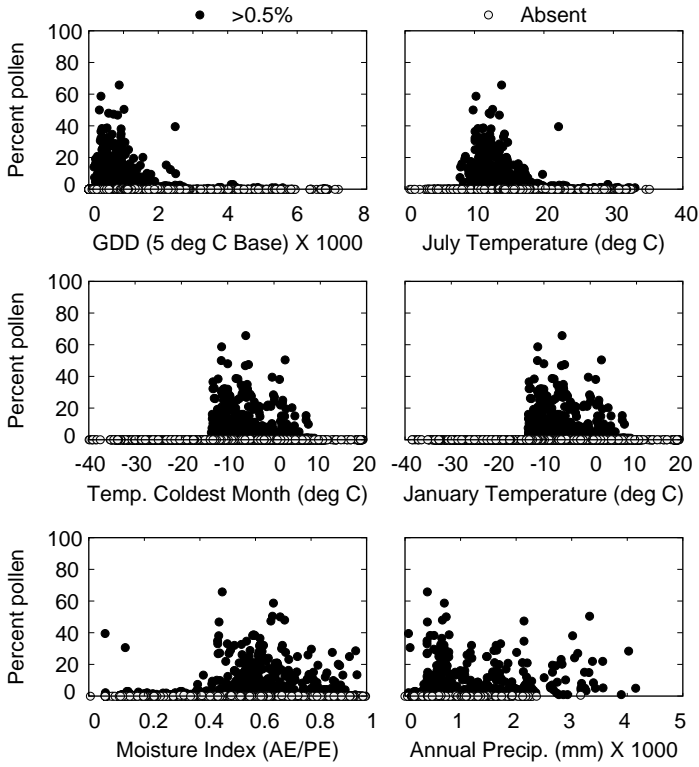 >0.5% Absent
Percent pollen
100
80
60
40
20
0
0 2 4 6 8
GDD (5 deg C Base) X 1000
0 10 20 30 40
July Temperature (deg C)
Percent pollen
100
80
60
40
20
0
-40 -30 -20 -10 0 10 20
Temp. Coldest Month (deg C)
-40 -30 -20 -10 0 10 20
January Temperature (deg C)
Percent pollen
100
80
60
40
20
0
0 0.2 0.4 0.6 0.8 1
Moisture Index (AE/PE)
0 1 2 3 4 5
Annual Precip. (mm) X 1000